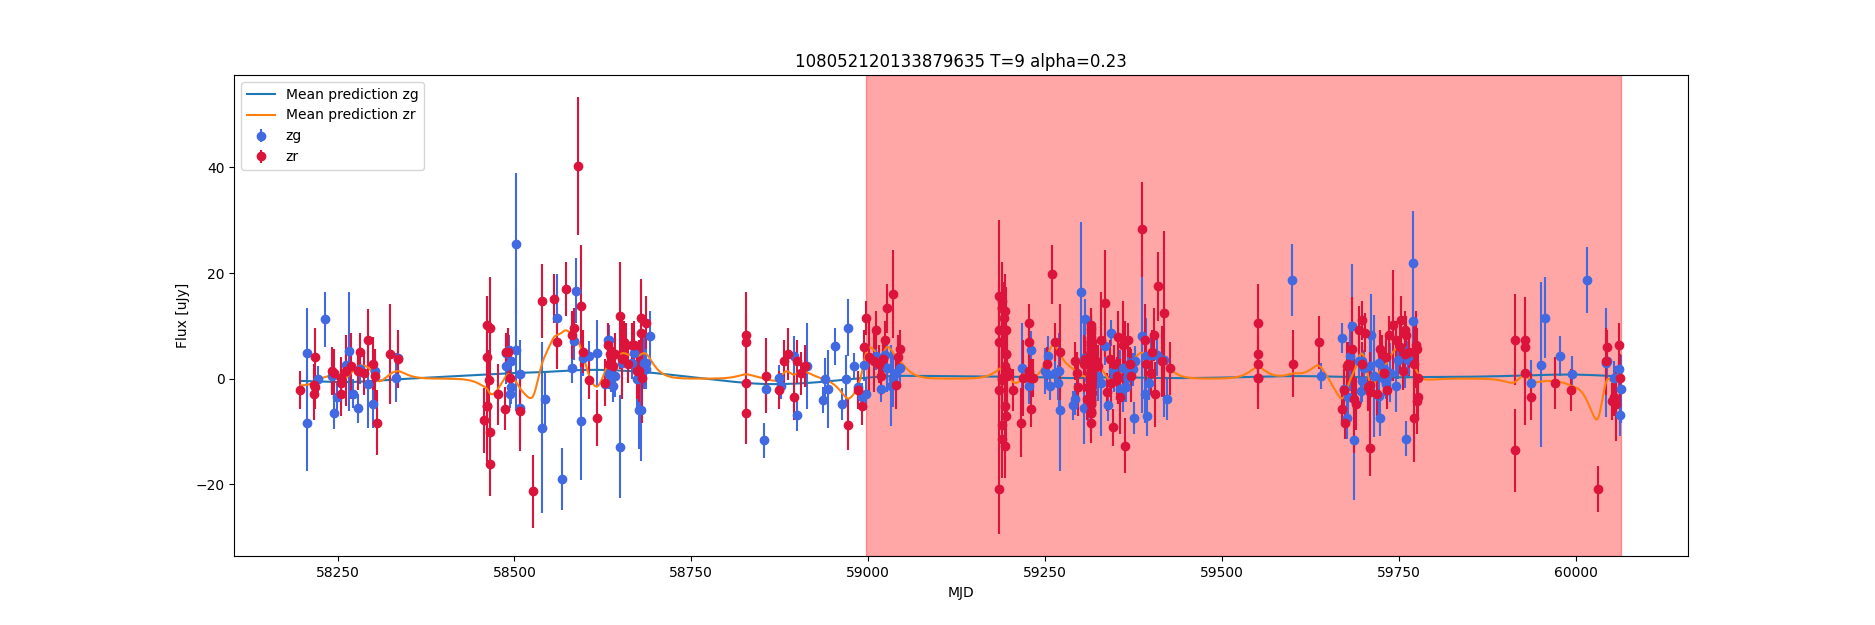 108052120133879635 T=9 alpha=0.23
Mean prediction zg
Mean prediction zr
zg
zr
Flux [uJy]
40
20
0
−20
58250 58500 58750 59000 59250 59500 59750 60000
MJD